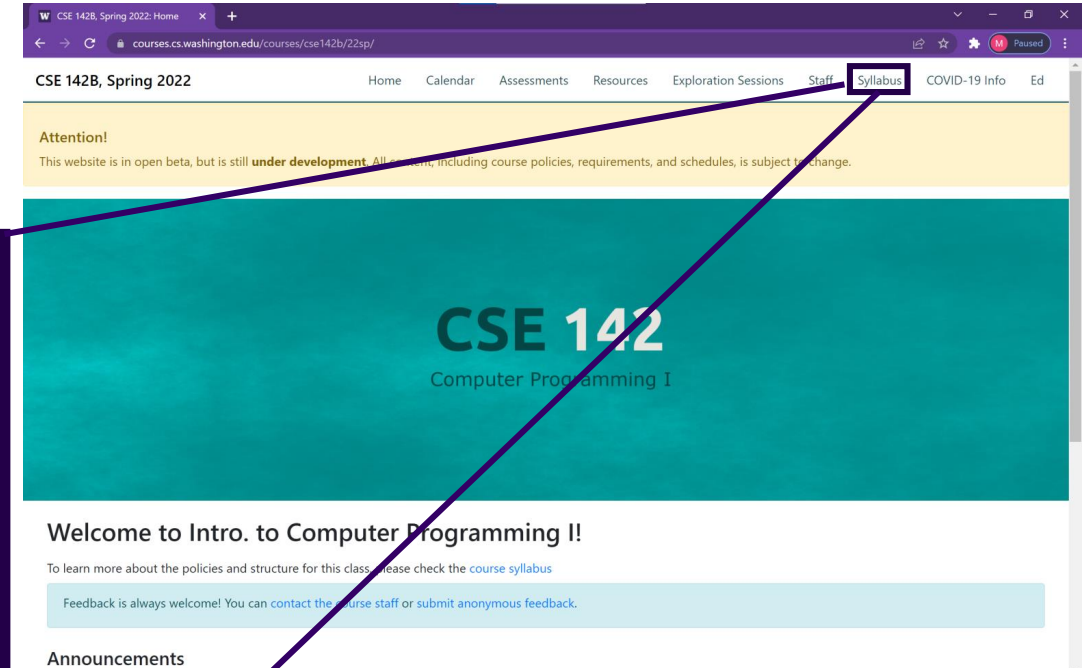 W CSE 142B, Spring 2022: Home
courses.cs.washington.edu/courses/cse142b/22sp/
M Paused
CSE 142B, Spring 2022 Home Calendar Assessments Resources Exploration Sessions Staff Syllabus COVID-19 Info Ed
Attention!
This website is in open beta, but is still under development. All content, including course policies, requirements, and schedules, is subject to change.
CSE 142
Computer Programming I
Welcome to Intro. to Computer Programming I!
To learn more about the policies and structure for this class, please check the course syllabus
Feedback is always welcome! You can contact the course staff or submit anonymous feedback.
Announcements